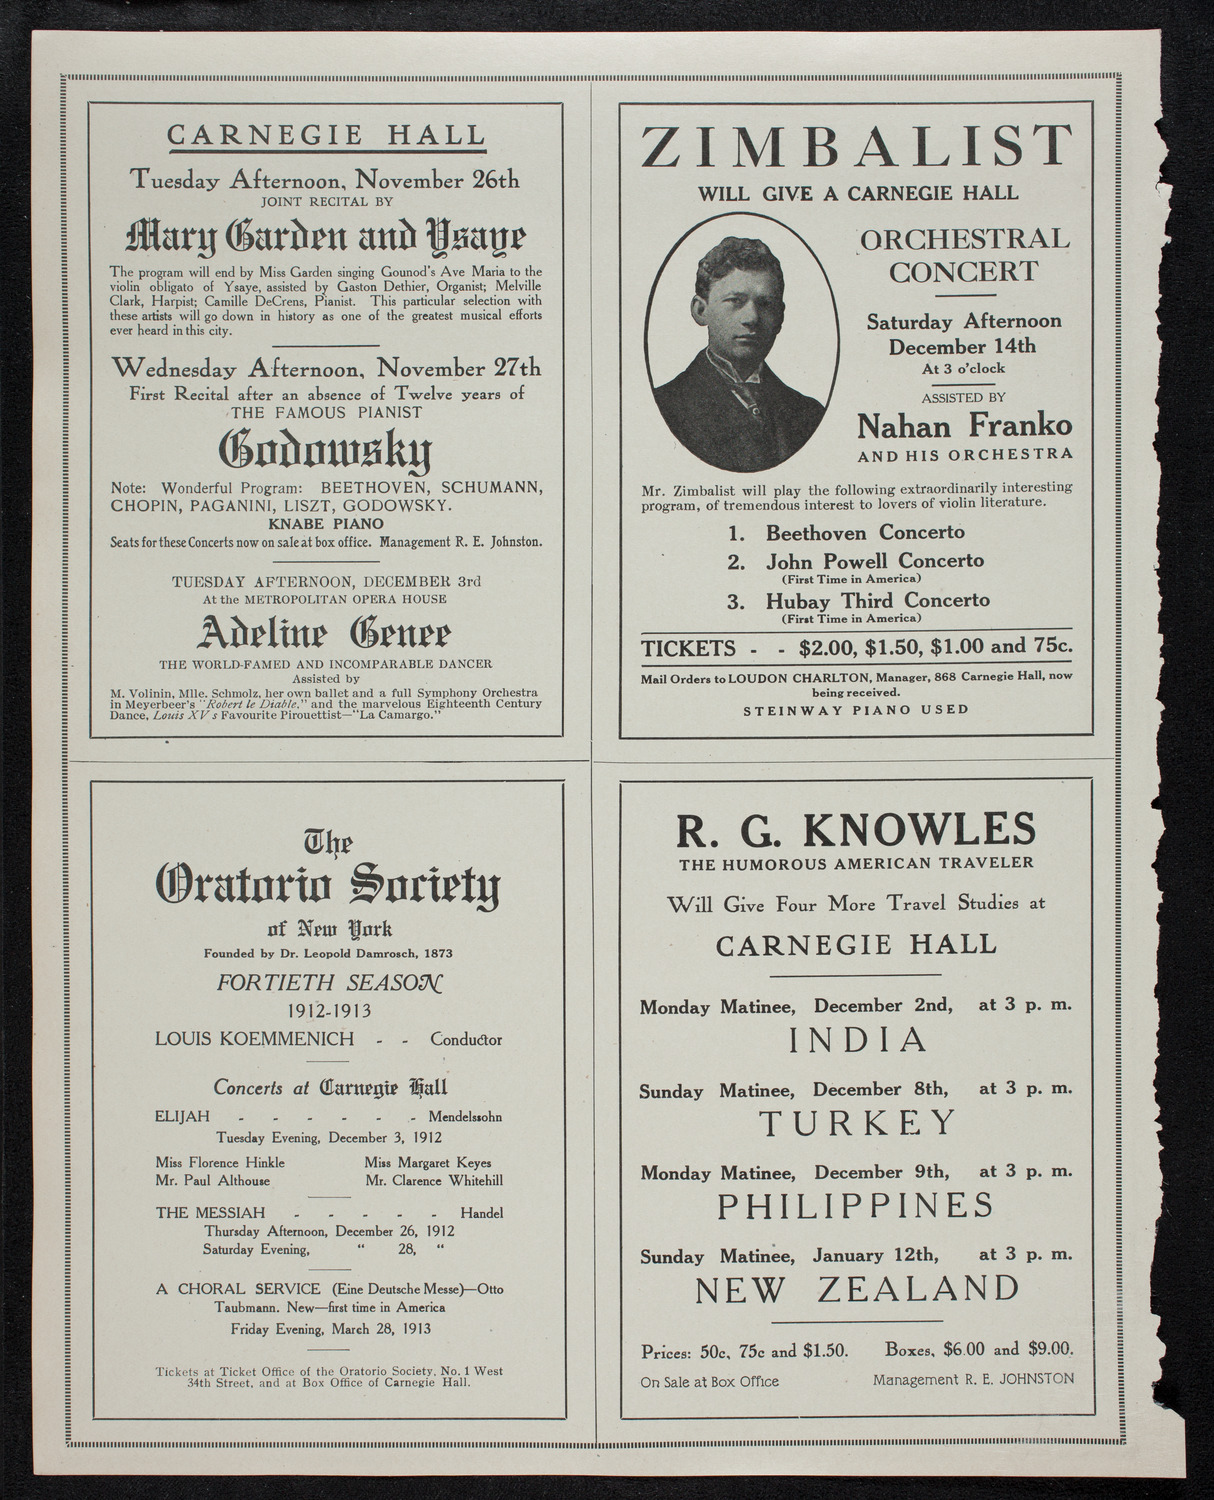 CARNEGIE HALL
Tuesday Afternoon, November 26th
JOINT RECITAL BY
Mary Garden and Ysaye
The program will end by Miss Garden singing Gounod's Ave Maria to the
violin obligato of Ysaye, assisted by Gaston Dethier, Organist; Melville
Clark, Harpist; Camille DeCrens, Pianist. This particular selection with
these artists will go down in history as one of the greatest musical efforts
ever heard in this city.
Wednesday Afternoon, November 27th
First Recital after an absence of Twelve years of
THE FAMOUS PIANIST
Godowsky
Note: Wonderful Program: BEETHOVEN, SCHUMANN,
CHOPIN, PAGANINI, LISZT, GODOWSKY.
KNABE PIANO
Seats for these Concerts now on sale at box office. Management R. E. Johnston.
TUESDAY AFTERNOON, DECEMBER 3rd
At the METROPOLITAN OPERA HOUSE
Adeline Genee
THE WORLD-FAMED AND INCOMPARABLE DANCER
Assisted by
M. Volinin, Mlle. Schmolz, her own ballet and a full Symphony Orchestra
in Meyerbeer's "Robert le Diable," and the marvelous Eighteenth Century
Dance, Louis XV's Favourite Pirouettist—"La Camargo."
ZIMBALIST
WILL GIVE A CARNEGIE HALL
ORCHESTRAL
CONCERT
Saturday Afternoon
December 14th
At 3 o'clock
ASSISTED BY
Nahan Franko
AND HIS ORCHESTRA
Mr. Zimbalist will play the following extraordinarily interesting
program, of tremendous interest to lovers of violin literature.
1. Beethoven Concerto
2. John Powell Concerto
(First Time in America)
3. Hubay Third Concerto
(First Time in America)
TICKETS - - $2.00, $1.50, $1.00 and 75c.
Mail Orders to LOUDON CHARLTON, Manager, 868 Carnegie Hall, now
being received.
STEINWAY PIANO USED
The
Oratorio Society
of New York
Founded by Dr. Leopold Damrosch, 1873
FORTIETH SEASON
1912-1913
LOUIS KOEMMENICH - - Conductor
Concerts at Carnegie Hall
ELIJAH - - - - - - Mendelssohn
Tuesday Evening, December 3, 1912
Miss Florence Hinkle Miss Margaret Keyes
Mr. Paul Althouse Mr. Clarence Whitehill
THE MESSIAH - - - - - Handel
Thursday Afternoon, December 26, 1912
Saturday Evening, " 28, "
A CHORAL SERVICE (Eine Deutsche Messe)—Otto
Taubmann. New—first time in America
Friday Evening, March 28, 1913
Tickets at Ticket Office of the Oratorio Society, No. 1 West
34th Street, and at Box Office of Carnegie Hall.
R. G. KNOWLES
THE HUMOROUS AMERICAN TRAVELER
Will Give Four More Travel Studies at
CARNEGIE HALL
Monday Matinee, December 2nd, at 3 p. m.
INDIA
Sunday Matinee, December 8th, at 3 p. m.
TURKEY
Monday Matinee, December 9th, at 3 p. m.
PHILIPPINES
Sunday Matinee, January 12th, at 3 p. m.
NEW ZEALAND
Prices: 50c, 75c and $1.50. Boxes, $6.00 and $9.00.
On Sale at Box Office Management R. E. JOHNSTON